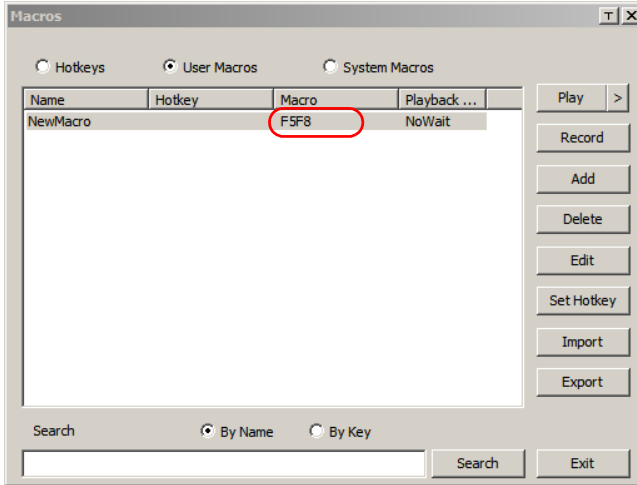 Macros T X
Hotkeys User Macros System Macros
Name Hotkey Macro Playback ...
NewMacro F5F8 NoWait
Play >
Record
Add
Delete
Edit
Set Hotkey
Import
Export
Search By Name By Key
Search Exit